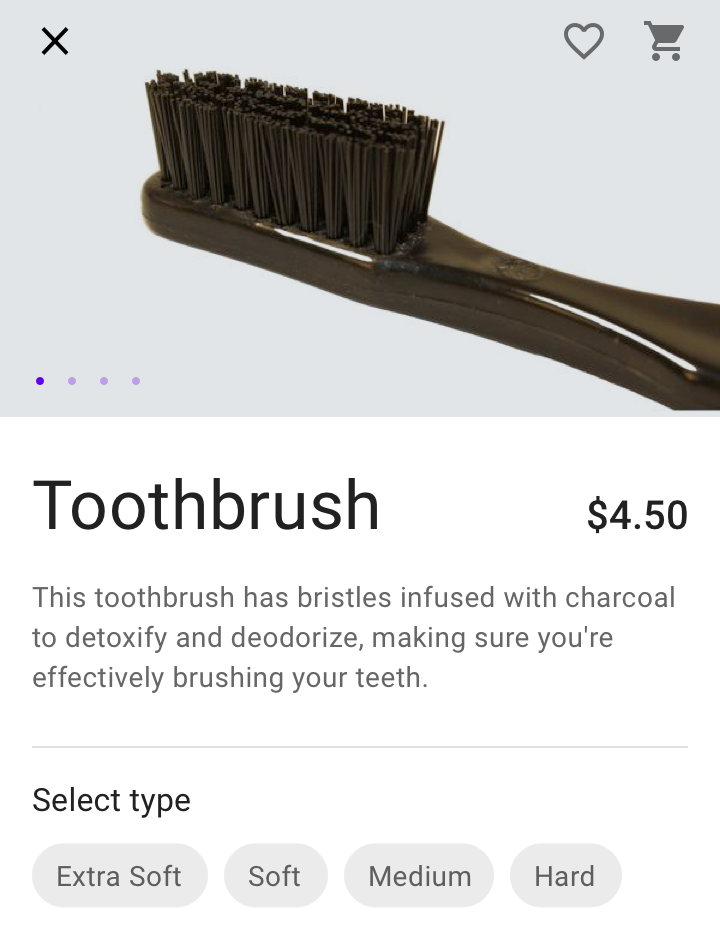 Toothbrush
$4.50
This toothbrush has bristles infused with charcoal
to detoxify and deodorize, making sure you're
effectively brushing your teeth.
Select type
Extra Soft
Soft
Medium
Hard